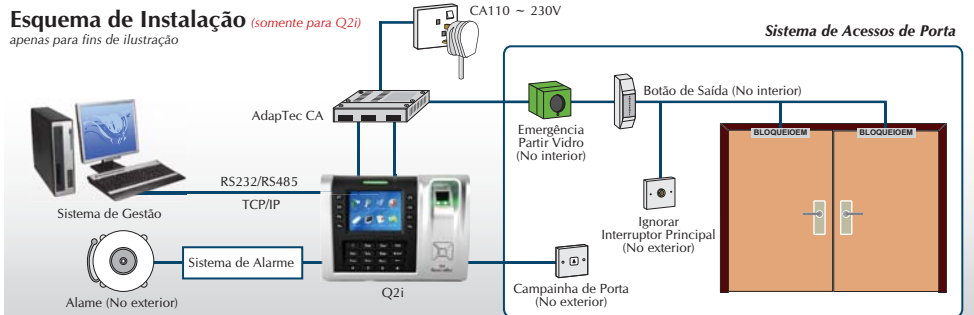 Esquema de Instalação (somente para Q2i)
apenas para fins de ilustração
CA110 ~ 230V
Sistema de Acessos de Porta
AdapTec CA
Emergência
Partir Vidro
(No interior)
Botão de Saída (No interior)
BLOQUEIOEM
BLOQUEIOEM
RS232/RS485
TCP/IP
Sistema de Gestão
Ignorar
Interruptor Principal
(No exterior)
Sistema de Alarme
Alame (No exterior)
Q2i
Campainha de Porta
(No exterior)